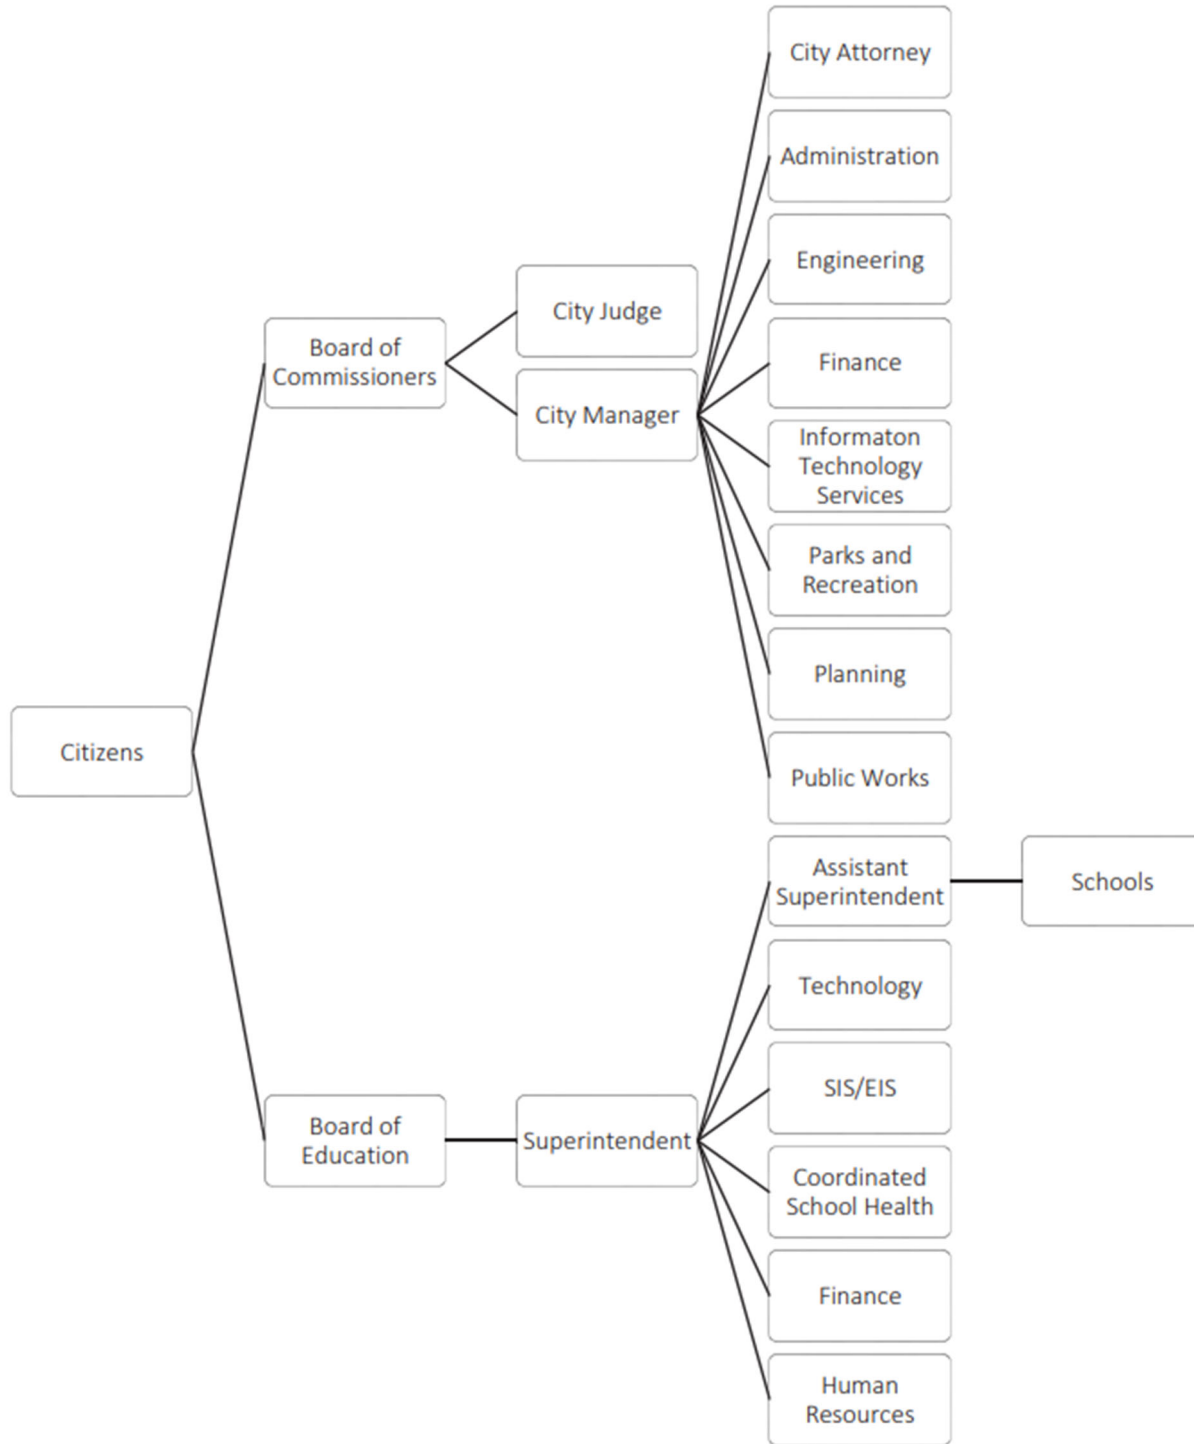 City Attorney
Administration
Engineering
City Judge
Board of
Commissioners
Finance
City Manager
Informaton
Technology
Services
Parks and
Recreation
Planning
Citizens
Public Works
Assistant
Superintendent
Schools
Technology
SIS/EIS
Board of
Education
Superintendent
Coordinated
School Health
Finance
Human
Resources